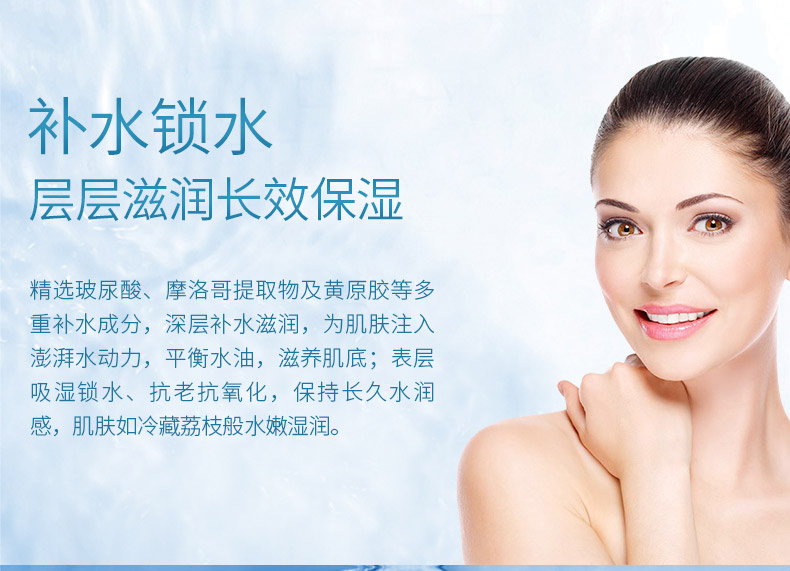 补水锁水
层层滋润长效保湿
精选玻尿酸、摩洛哥提取物及黄原胶等多
重补水成分，深层补水滋润，为肌肤注入
澎湃水动力，平衡水油，滋养肌底；表层
吸湿锁水、抗老抗氧化，保持长久水润
感，肌肤如冷藏荔枝般水嫩湿润。